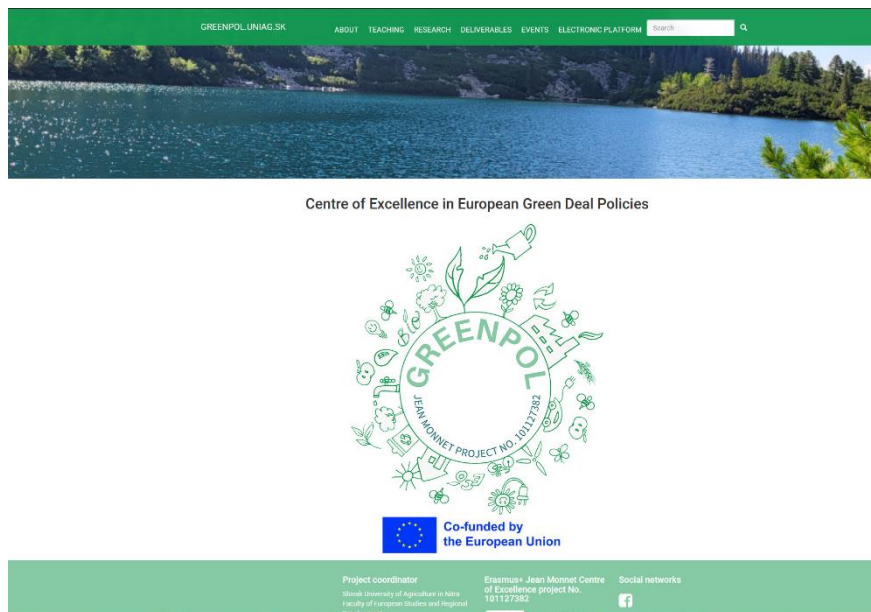 GREENPOL.UNIAG.SK
ABOUT TEACHING RESEARCH DELIVERABLES EVENTS ELECTRONIC PLATFORM Search
Centre of Excellence in European Green Deal Policies
BIO
GREENPOL
JEAN MONNET PROJECT NO. 101127382
Co-funded by
the European Union
Project coordinator
Slovak University of Agriculture in Nitra
Faculty of European Studies and Regional
Erasmus+ Jean Monnet Centre
of Excellence project No.
101127382
Social networks